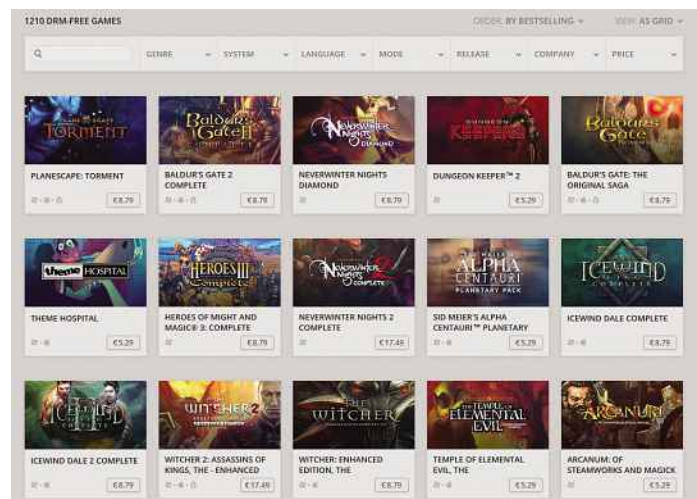 1210 DRM-FREE GAMES
ORDER: BY BESTSELLING
VIEW: AS GRID
GENRE
SYSTEM
LANGUAGE
MODE
RELEASE
COMPANY
PRICE
TORMENT
Baldur's
Gate II
Neverwinter
Nights
DIAMOND
DUNGEON
KEEPER
Baldur's
Gate
PLANESCAPE: TORMENT
BALDUR'S GATE 2
COMPLETE
NEVERWINTER NIGHTS
DIAMOND
DUNGEON KEEPER™ 2
BALDUR'S GATE: THE
ORIGINAL SAGA
€8.79
€8.79
€8.79
€5.29
€8.79
theme HOSPITAL
HEROES III
Complete
Neverwinter
Nights 2
COMPLETE
ALPHA
CENTAURI
PLANETARY PACK
ICEWIND
DALE
COMPLETE
THEME HOSPITAL
HEROES OF MIGHT AND
MAGIC® 3: COMPLETE
NEVERWINTER NIGHTS 2
COMPLETE
SID MEIER'S ALPHA
CENTAURI™ PLANETARY
ICEWIND DALE COMPLETE
€5.29
€8.79
€17.49
€5.29
€8.79
ICEWIND
COMPLETE
WITCHER 2
THE
WITCHER
THE TEMPLE OF
ELEMENTAL
EVIL
ARCANUM
ICEWIND DALE 2 COMPLETE
WITCHER 2: ASSASSINS OF
KINGS, THE - ENHANCED
WITCHER: ENHANCED
EDITION, THE
TEMPLE OF ELEMENTAL
EVIL, THE
ARCANUM: OF
STEAMWORKS AND MAGICK
€8.79
€17.49
€8.79
€5.29
€5.29